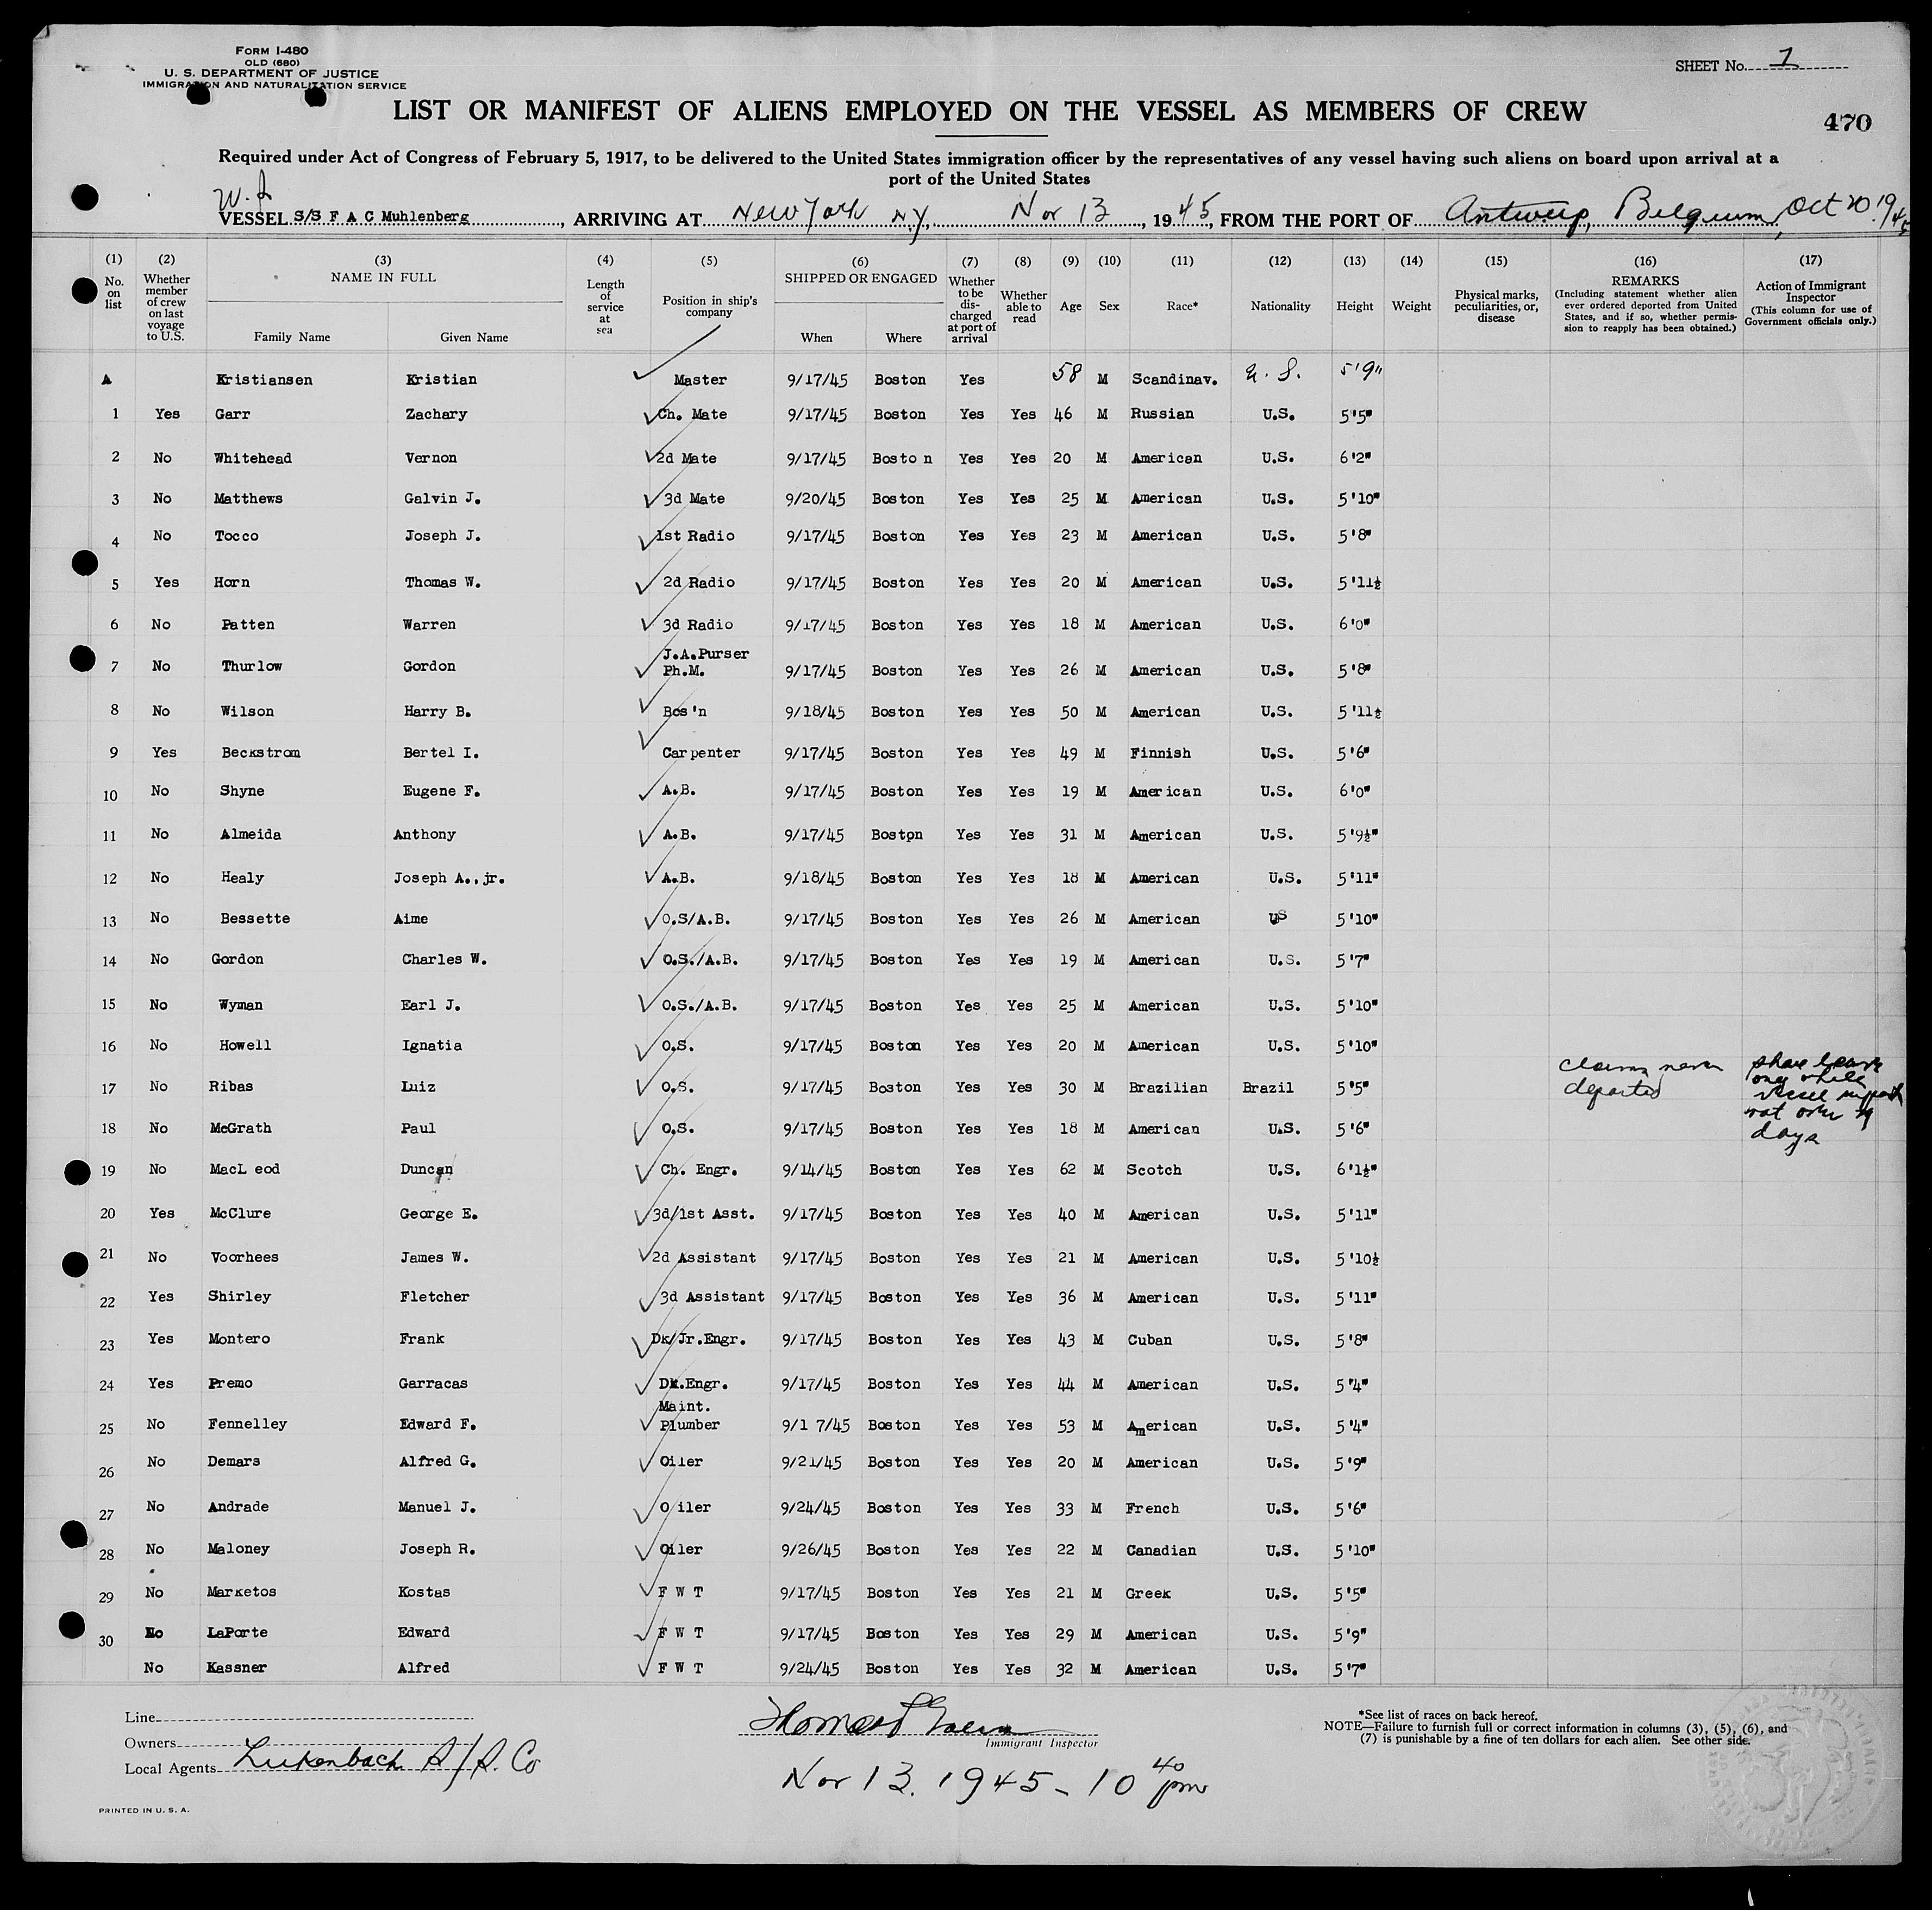 FORM I-480
OLD (680)
U. S. DEPARTMENT OF JUSTICE
IMMIGRATION AND NATURALIZATION SERVICE
SHEET No. 1
LIST OR MANIFEST OF ALIENS EMPLOYED ON THE VESSEL AS MEMBERS OF CREW
470
Required under Act of Congress of February 5, 1917, to be delivered to the United States immigration officer by the representatives of any vessel having such aliens on board upon arrival at a
port of the United States
VESSEL S/S F A C Muhlenberg, ARRIVING AT New York N.Y., Nov 13, 1945, FROM THE PORT OF Antwerp, Belgium, Oct 20 1945
(1) No. on list
(2) Whether member of crew on last voyage to U.S.
(3) NAME IN FULL
Family Name Given Name
(4) Length of service at sea
(5) Position in ship's company
(6) SHIPPED OR ENGAGED
When Where
(7) Whether to be discharged at port of arrival
(8) Whether able to read
(9) Age
(10) Sex
(11) Race*
(12) Nationality
(13) Height
(14) Weight
(15) Physical marks, peculiarities, or, disease
(16) REMARKS (Including statement whether alien ever ordered deported from United States, and if so, whether permission to reapply has been obtained.)
(17) Action of Immigrant Inspector (This column for use of Government officials only.)
A Kristiansen Kristian Master 9/17/45 Boston Yes 58 M Scandinav. U.S. 5'9"
1 Yes Garr Zachary Ch. Mate 9/17/45 Boston Yes Yes 46 M Russian U.S. 5'5"
2 No Whitehead Vernon 2d Mate 9/17/45 Bosto n Yes Yes 20 M American U.S. 6'2"
3 No Matthews Galvin J. 3d Mate 9/20/45 Boston Yes Yes 25 M American U.S. 5'10"
4 No Tocco Joseph J. 1st Radio 9/17/45 Boston Yes Yes 23 M American U.S. 5'8"
5 Yes Horn Thomas W. 2d Radio 9/17/45 Boston Yes Yes 20 M American U.S. 5'11½
6 No Patten Warren 3d Radio 9/17/45 Boston Yes Yes 18 M American U.S. 6'0"
7 No Thurlow Gordon J.A.Purser Ph.M. 9/17/45 Boston Yes Yes 26 M American U.S. 5'8"
8 No Wilson Harry B. Bos'n 9/18/45 Boston Yes Yes 50 M American U.S. 5'11½
9 Yes Beckstrom Bertel I. Carpenter 9/17/45 Boston Yes Yes 49 M Finnish U.S. 5'6"
10 No Shyne Eugene F. A.B. 9/17/45 Boston Yes Yes 19 M American U.S. 6'0"
11 No Almeida Anthony A.B. 9/17/45 Boston Yes Yes 31 M American U.S. 5'9½"
12 No Healy Joseph A.,jr. A.B. 9/18/45 Boston Yes Yes 18 M American U.S. 5'11"
13 No Bessette Aime O.S/A.B. 9/17/45 Boston Yes Yes 26 M American US 5'10"
14 No Gordon Charles W. O.S./A.B. 9/17/45 Boston Yes Yes 19 M American U.S. 5'7"
15 No Wyman Earl J. O.S./A.B. 9/17/45 Boston Yes Yes 25 M American U.S. 5'10"
16 No Howell Ignatia O.S. 9/17/45 Boston Yes Yes 20 M American U.S. 5'10"
17 No Ribas Luiz O.S. 9/17/45 Boston Yes Yes 30 M Brazilian Brazil 5'5" claims never deported shore leave only while vessel in port not over 29 days
18 No McGrath Paul O.S. 9/17/45 Boston Yes Yes 18 M American U.S. 5'6"
19 No MacL eod Duncan Ch. Engr. 9/14/45 Boston Yes Yes 62 M Scotch U.S. 6'1½"
20 Yes McClure George E. 3d/1st Asst. 9/17/45 Boston Yes Yes 40 M American U.S. 5'11"
21 No Voorhees James W. 2d Assistant 9/17/45 Boston Yes Yes 21 M American U.S. 5'10½
22 Yes Shirley Fletcher 3d Assistant 9/17/45 Boston Yes Yes 36 M American U.S. 5'11"
23 Yes Montero Frank Dk/Jr.Engr. 9/17/45 Boston Yes Yes 43 M Cuban U.S. 5'8"
24 Yes Premo Garracas Dk.Engr. 9/17/45 Boston Yes Yes 44 M American U.S. 5'4"
25 No Fennelley Edward F. Maint. Plumber 9/1 7/45 Boston Yes Yes 53 M American U.S. 5'4"
26 No Demars Alfred G. Oiler 9/21/45 Boston Yes Yes 20 M American U.S. 5'9"
27 No Andrade Manuel J. O iler 9/24/45 Boston Yes Yes 33 M French U.S. 5'6"
28 No Maloney Joseph R. Oiler 9/26/45 Boston Yes Yes 22 M Canadian U.S. 5'10"
29 No Marketos Kostas F W T 9/17/45 Boston Yes Yes 21 M Greek U.S. 5'5"
30 No LaPorte Edward F W T 9/17/45 Boston Yes Yes 29 M American U.S. 5'9"
No Kassner Alfred F W T 9/24/45 Boston Yes Yes 32 M American U.S. 5'7"
Line
Owners
Local Agents Lukenbach S/S. Co
Immigrant Inspector
Nov 13. 1945 - 10 40 pm
*See list of races on back hereof.
NOTE—Failure to furnish full or correct information in columns (3), (5), (6), and
(7) is punishable by a fine of ten dollars for each alien. See other side.
PRINTED IN U. S. A.